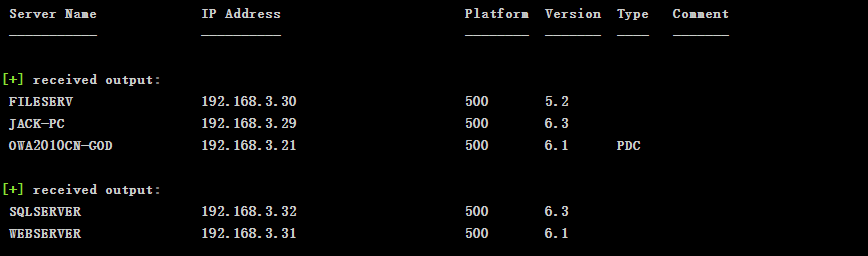 Server Name IP Address Platform Version Type Comment
[+] received output:
FILESERV 192.168.3.30 500 5.2
JACK-PC 192.168.3.29 500 6.3
OWA2010CN-GOD 192.168.3.21 500 6.1 PDC
[+] received output:
SQLSERVER 192.168.3.32 500 6.3
WEBSERVER 192.168.3.31 500 6.1